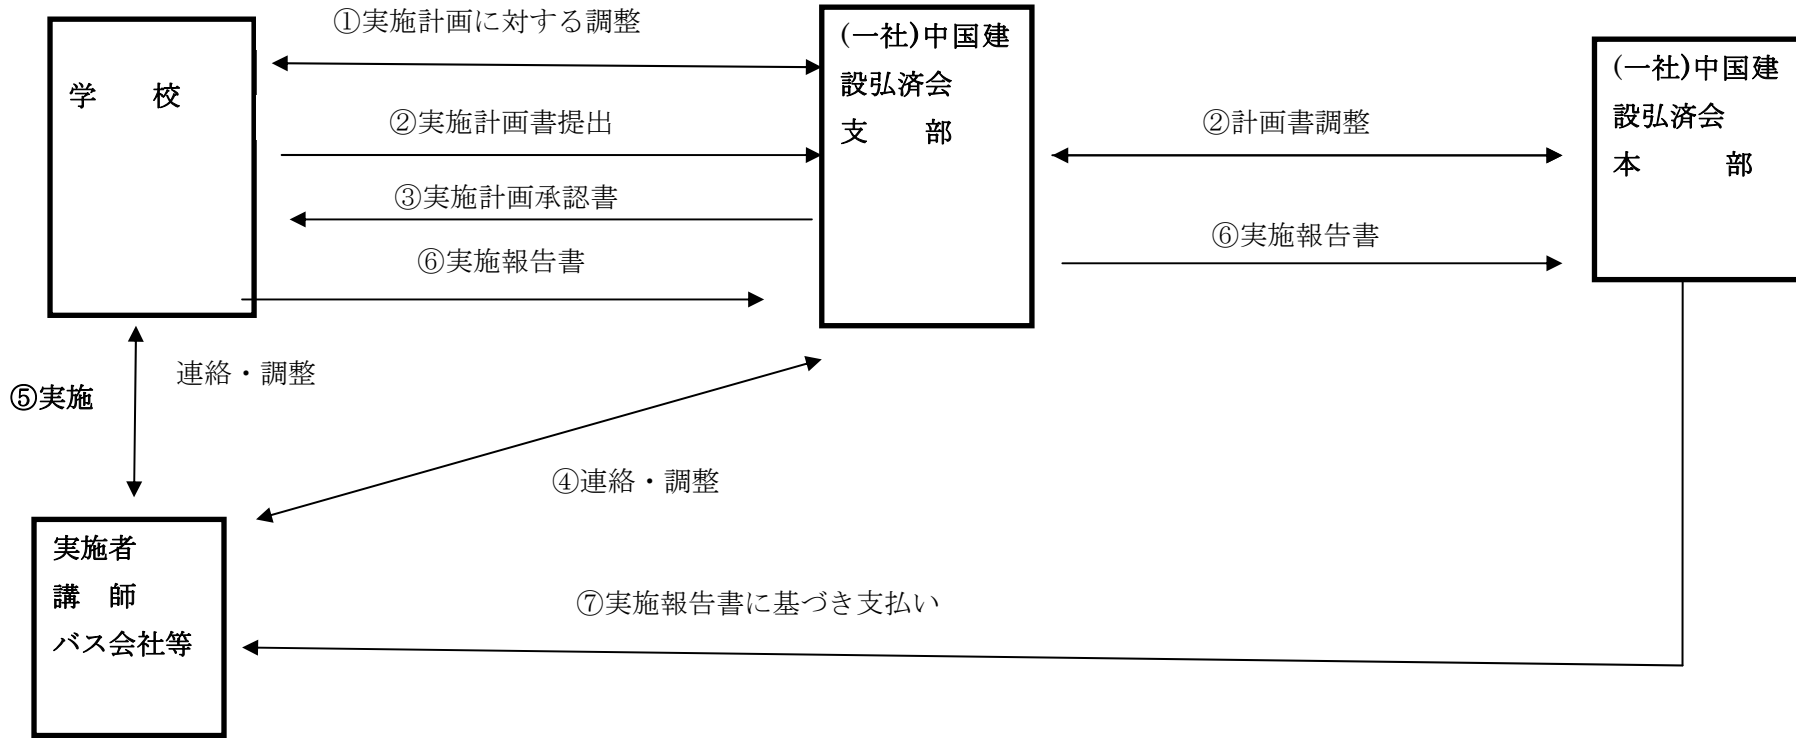 ①実施計画に対する調整
学　　校
(一社)中国建
設弘済会
支　　部
(一社)中国建
設弘済会
本　　　部
②実施計画書提出
②計画書調整
③実施計画承認書
⑥実施報告書
⑥実施報告書
連絡・調整
⑤実施
④連絡・調整
実施者
講　師
バス会社等
⑦実施報告書に基づき支払い